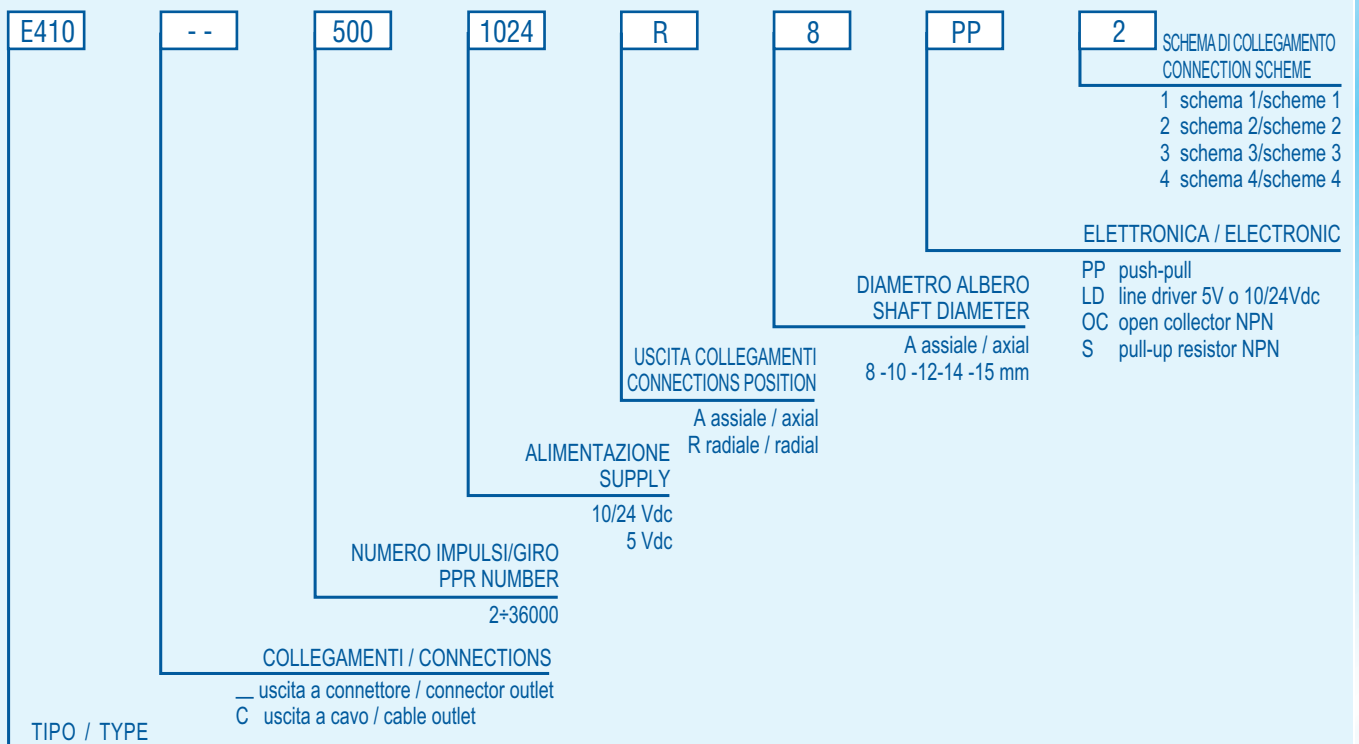 E410 - - 500 1024 R 8 PP 2
SCHEMA DI COLLEGAMENTO
CONNECTION SCHEME
1 schema 1/scheme 1
2 schema 2/scheme 2
3 schema 3/scheme 3
4 schema 4/scheme 4
ELETTRONICA / ELECTRONIC
PP push-pull
LD line driver 5V o 10/24Vdc
OC open collector NPN
S pull-up resistor NPN
DIAMETRO ALBERO
SHAFT DIAMETER
A assiale / axial
8 -10 -12-14 -15 mm
USCITA COLLEGAMENTI
CONNECTIONS POSITION
A assiale / axial
R radiale / radial
ALIMENTAZIONE
SUPPLY
10/24 Vdc
5 Vdc
NUMERO IMPULSI/GIRO
PPR NUMBER
2÷36000
COLLEGAMENTI / CONNECTIONS
__ uscita a connettore / connector outlet
C uscita a cavo / cable outlet
TIPO / TYPE